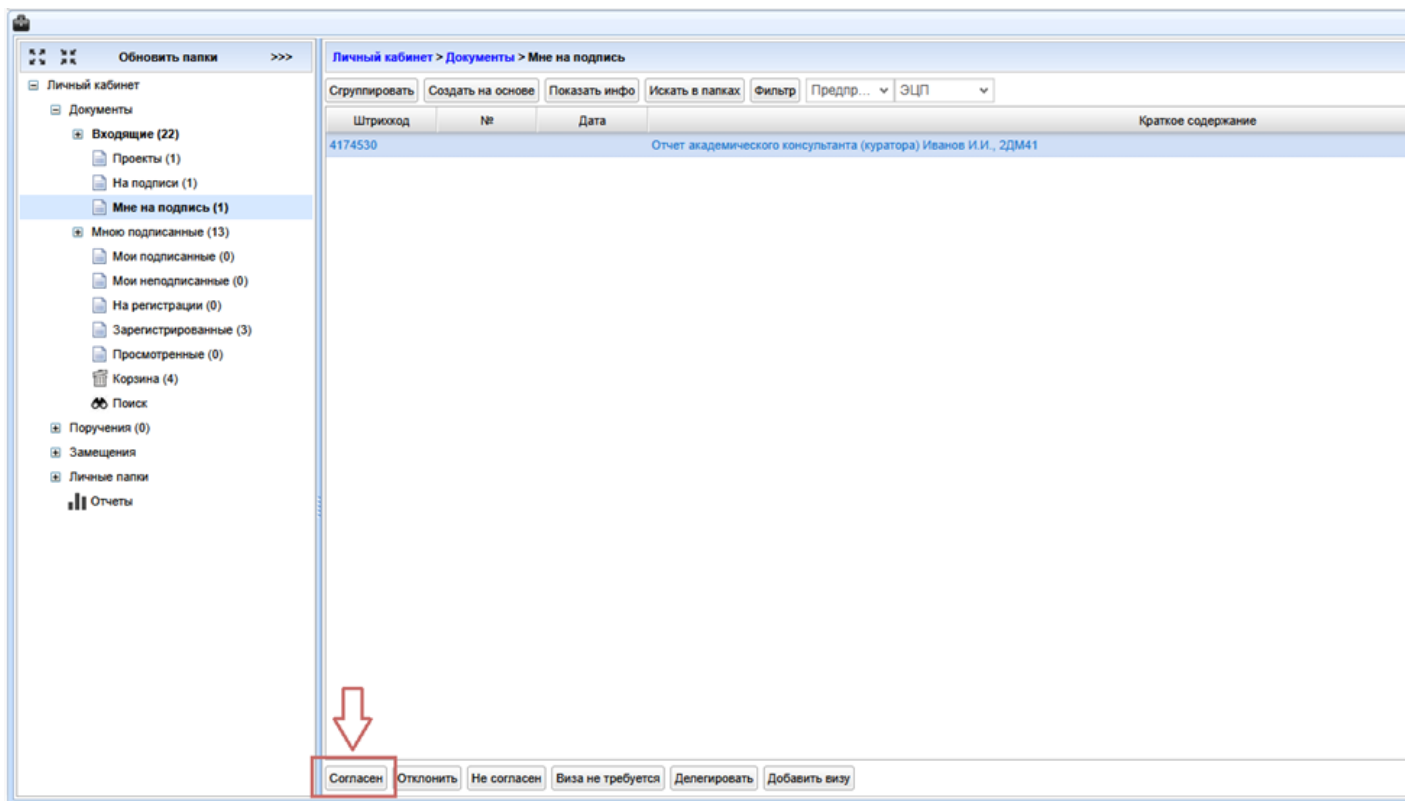 Обновить папки >>>
Личный кабинет
Документы
Входящие (22)
Проекты (1)
На подписи (1)
Мне на подпись (1)
Мною подписанные (13)
Мои подписанные (0)
Мои неподписанные (0)
На регистрации (0)
Зарегистрированные (3)
Просмотренные (0)
Корзина (4)
Поиск
Поручения (0)
Замещения
Личные папки
Отчеты
Личный кабинет > Документы > Мне на подпись
Сгруппировать Создать на основе Показать инфо Искать в папках Фильтр Предпр... ЭЦП
Штрихкод № Дата Краткое содержание
4174530 Отчет академического консультанта (куратора) Иванов И.И., 2ДМ41
Согласен Отклонить Не согласен Виза не требуется Делегировать Добавить визу